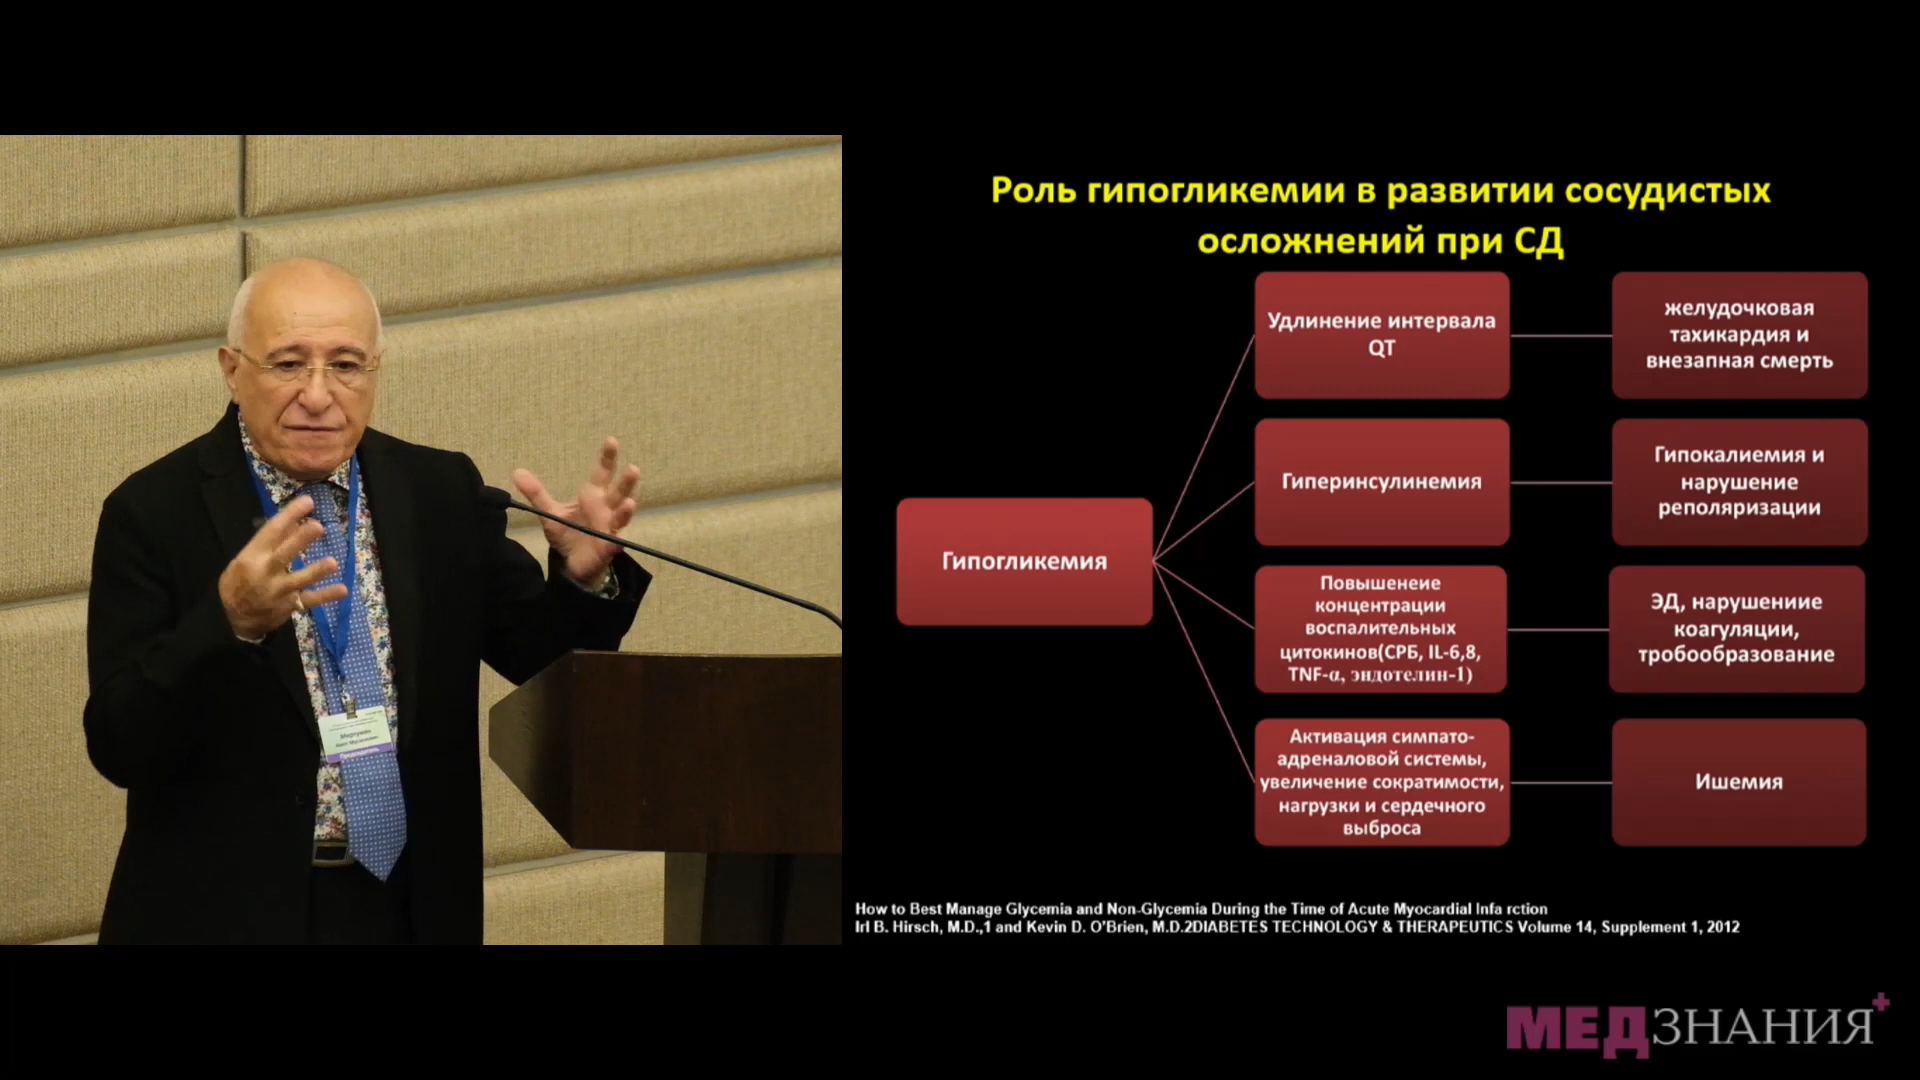 Роль гипогликемии в развитии сосудистых
осложнений при СД
Гипогликемия
Удлинение интервала
QT
желудочковая
тахикардия и
внезапная смерть
Гиперинсулинемия
Гипокалиемия и
нарушение
реполяризации
Повышенеие
концентрации
воспалительных
цитокинов(СРБ, IL-6,8,
TNF-α, эндотелин-1)
ЭД, нарушениие
коагуляции,
тробообразование
Активация симпато-
адреналовой системы,
увеличение сократимости,
нагрузки и сердечного
выброса
Ишемия
How to Best Manage Glycemia and Non-Glycemia During the Time of Acute Myocardial Infa rction
Irl B. Hirsch, M.D.,1 and Kevin D. O'Brien, M.D.2DIABETES TECHNOLOGY & THERAPEUTICS Volume 14, Supplement 1, 2012
МЕДЗНАНИЯ+